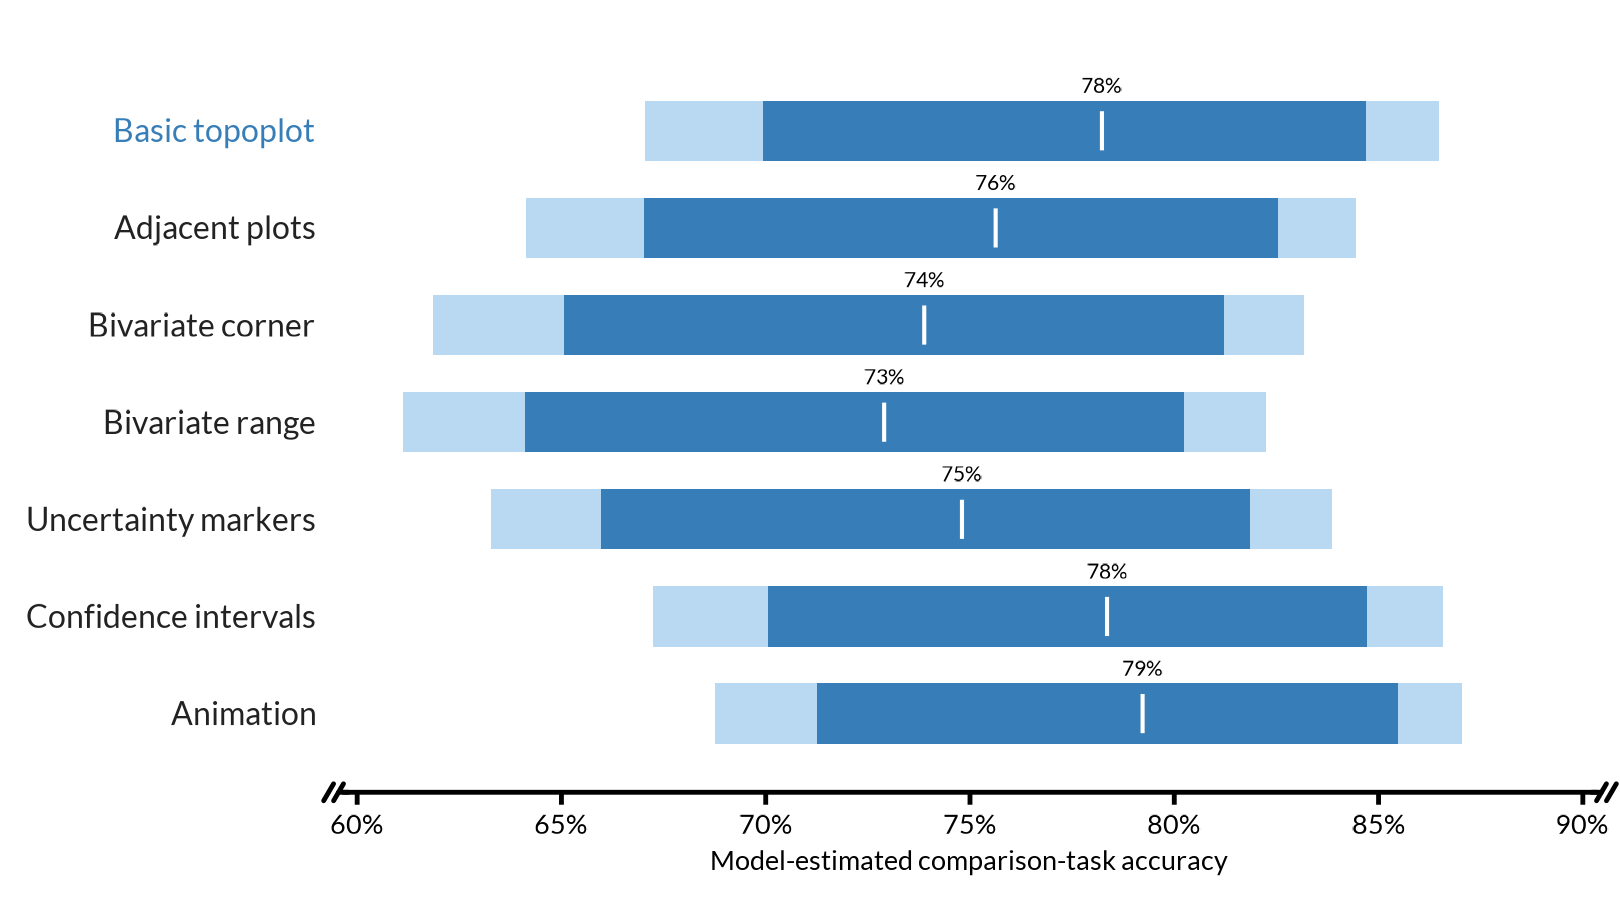 78%
Basic topoplot
76%
Adjacent plots
74%
Bivariate corner
73%
Bivariate range
75%
Uncertainty markers
78%
Confidence intervals
79%
Animation
60% 65% 70% 75% 80% 85% 90%
Model-estimated comparison-task accuracy